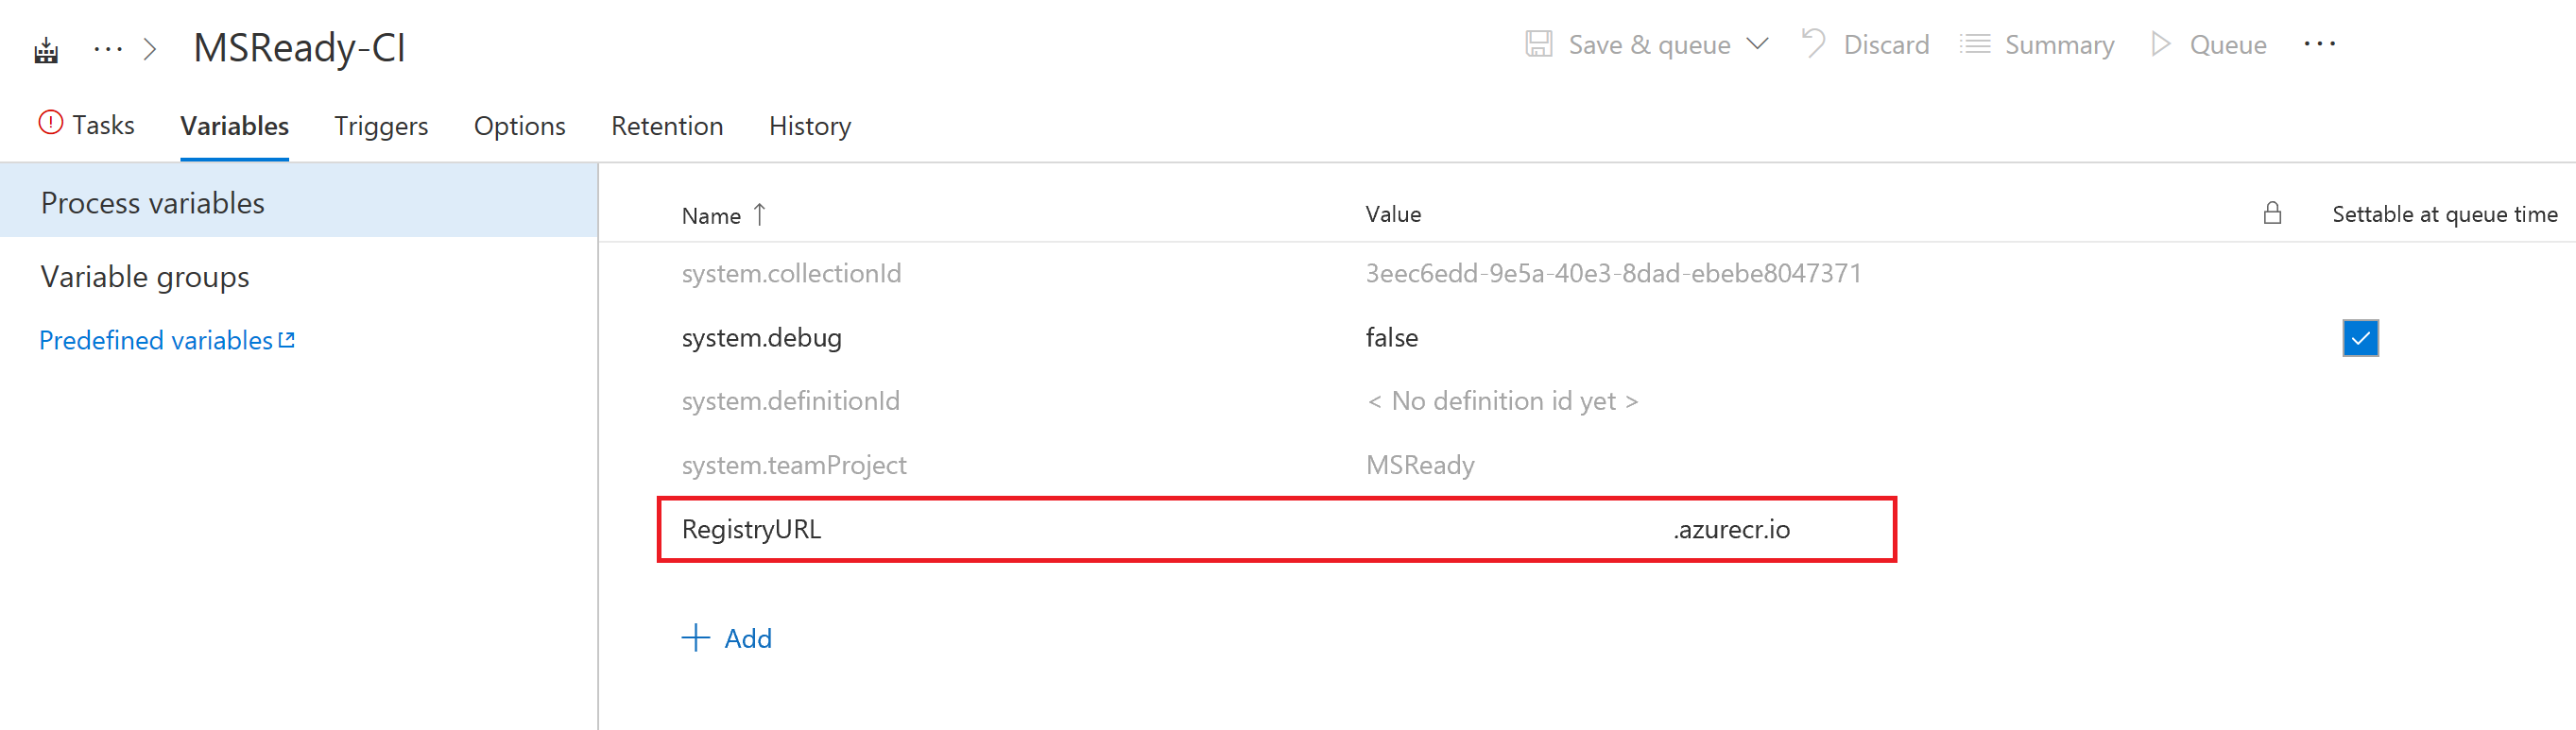 ··· > MSReady-CI
Save & queue Discard Summary Queue ···
Tasks Variables Triggers Options Retention History
Process variables
Variable groups
Predefined variables
Name ↑ Value Settable at queue time
system.collectionId 3eec6edd-9e5a-40e3-8dad-ebebe8047371
system.debug false
system.definitionId < No definition id yet >
system.teamProject MSReady
RegistryURL .azurecr.io
+ Add